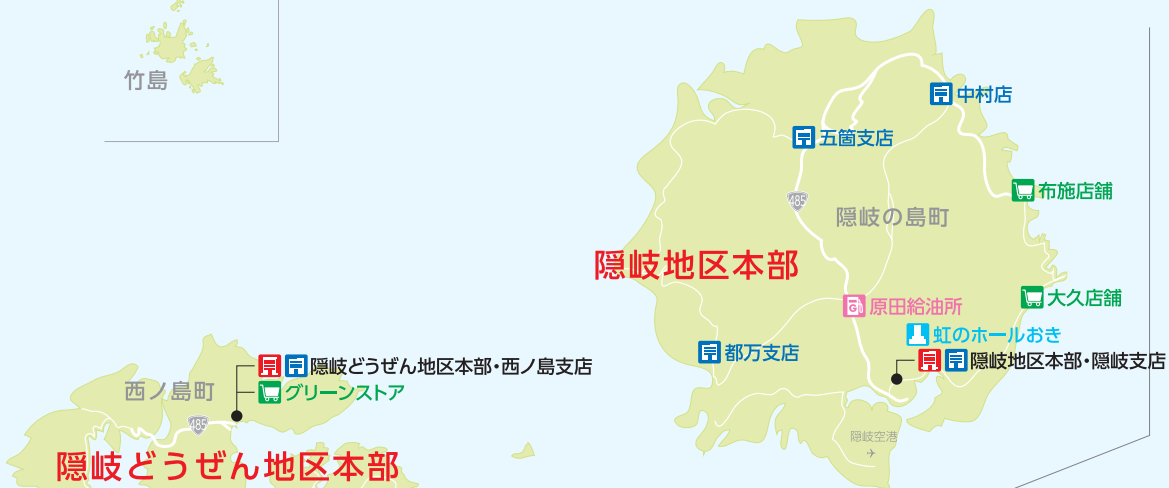 竹島
中村店
五箇支店
布施店舗
485
隠岐の島町
隠岐地区本部
大久店舗
原田給油所
虹のホールおき
都万支店
隠岐地区本部・隠岐支店
隠岐どうぜん地区本部・西ノ島支店
西ノ島町
グリーンストア
485
隠岐空港
隠岐どうぜん地区本部